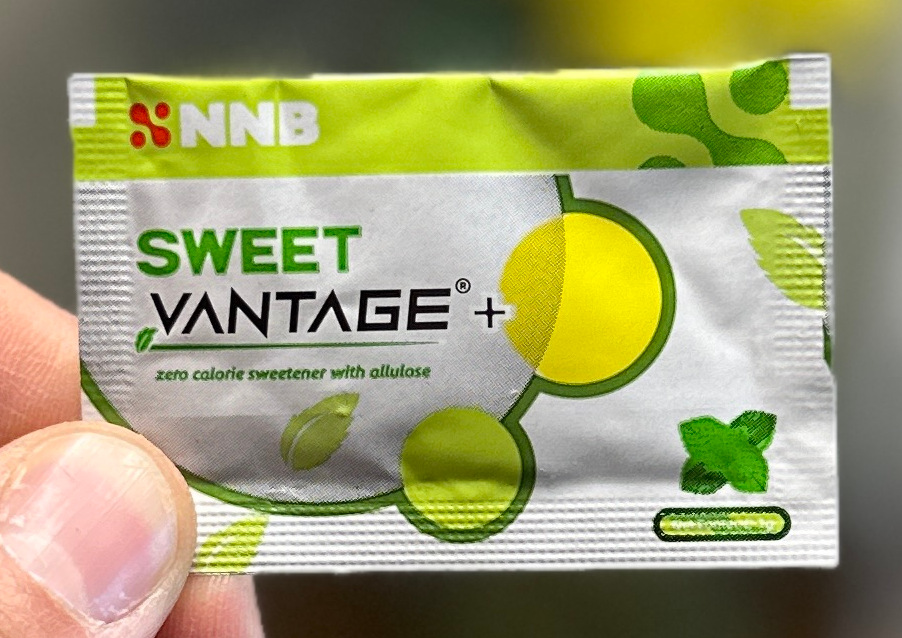 NNB
SWEET
VANTAGE® +
zero calorie sweetener with allulose